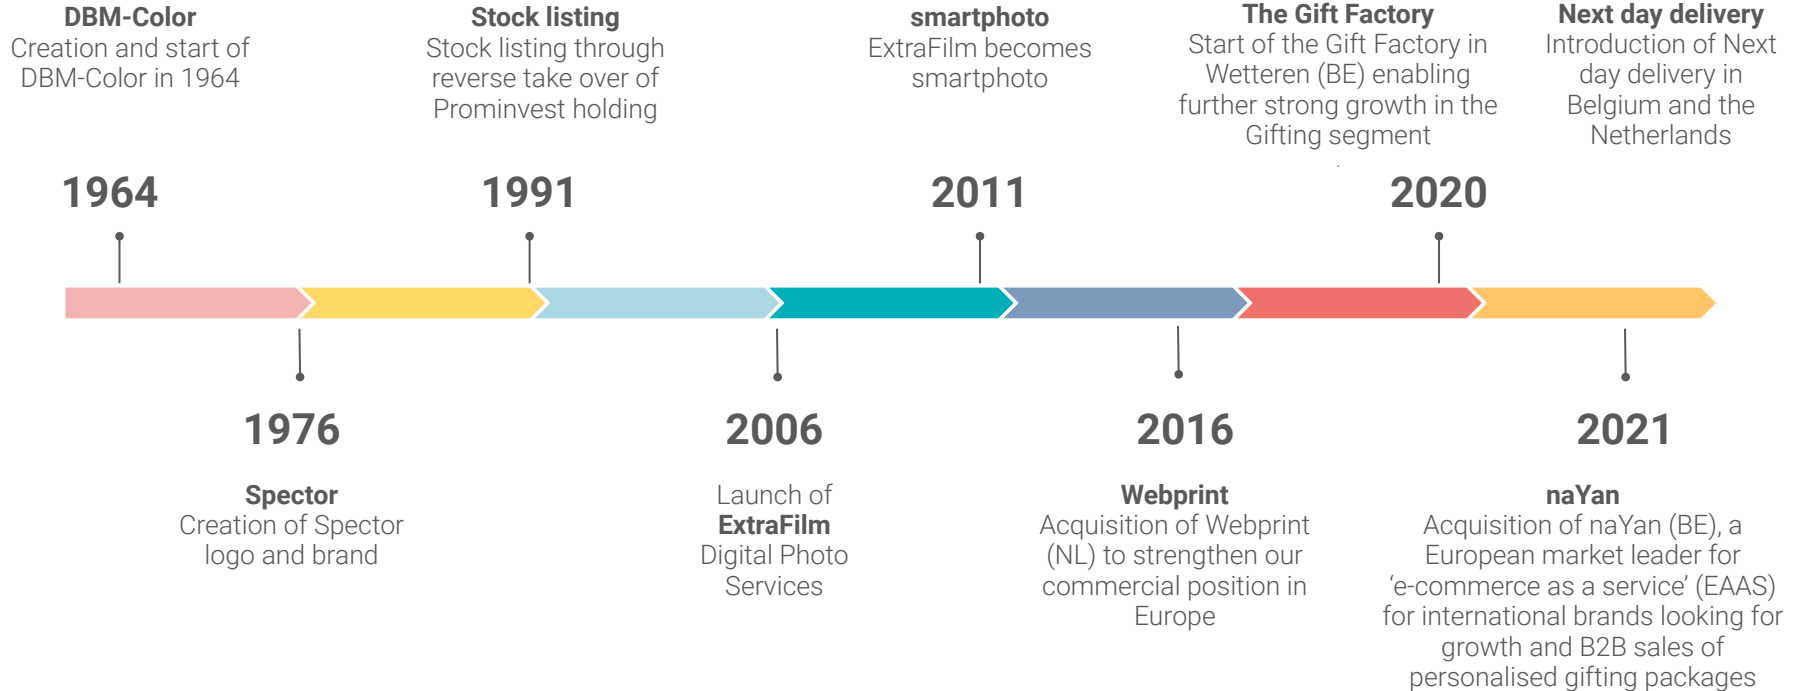 DBM-Color
Creation and start of
DBM-Color in 1964
1964
Stock listing
Stock listing through
reverse take over of
Prominvest holding
1991
smartphoto
ExtraFilm becomes
smartphoto
2011
The Gift Factory
Start of the Gift Factory in
Wetteren (BE) enabling
further strong growth in the
Gifting segment
.
2020
Next day delivery
Introduction of Next
day delivery in
Belgium and the
Netherlands
1976
Spector
Creation of Spector
logo and brand
2006
Launch of
ExtraFilm
Digital Photo
Services
2016
Webprint
Acquisition of Webprint
(NL) to strengthen our
commercial position in
Europe
2021
naYan
Acquisition of naYan (BE), a
European market leader for
‘e-commerce as a service’ (EAAS)
for international brands looking for
growth and B2B sales of
personalised gifting packages